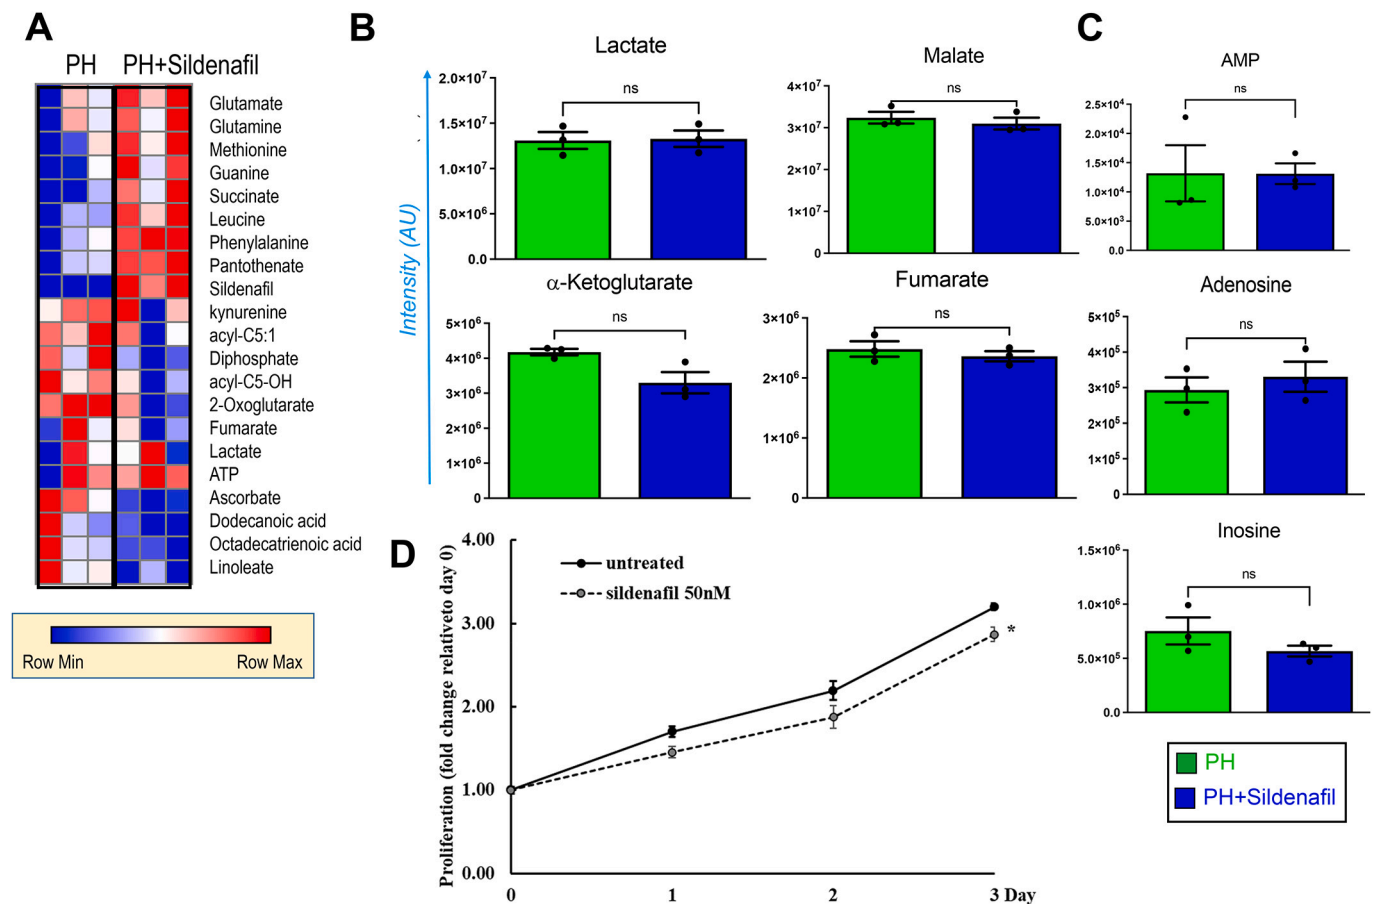 A
PH PH+Sildenafil
Glutamate
Glutamine
Methionine
Guanine
Succinate
Leucine
Phenylalanine
Pantothenate
Sildenafil
kynurenine
acyl-C5:1
Diphosphate
acyl-C5-OH
2-Oxoglutarate
Fumarate
Lactate
ATP
Ascorbate
Dodecanoic acid
Octadecatrienoic acid
Linoleate
Row Min Row Max
B
Intensity (AU)
Lactate
ns
2.0×10⁷
1.5×10⁷
1.0×10⁷
5.0×10⁶
0.0
Malate
ns
4×10⁷
3×10⁷
2×10⁷
1×10⁷
0
α-Ketoglutarate
ns
5×10⁶
4×10⁶
3×10⁶
2×10⁶
1×10⁶
0
Fumarate
ns
3×10⁶
2×10⁶
1×10⁶
0
C
AMP
ns
2.5×10⁴
2.0×10⁴
1.5×10⁴
1.0×10⁴
5.0×10³
0.0
Adenosine
ns
5×10⁵
4×10⁵
3×10⁵
2×10⁵
1×10⁵
0
Inosine
ns
1.5×10⁶
1.0×10⁶
5.0×10⁵
0.0
PH
PH+Sildenafil
D
Proliferation (fold change relativeto day 0)
4.00
3.00
2.00
1.00
0.00
untreated
sildenafil 50nM
*
0 1 2 3 Day